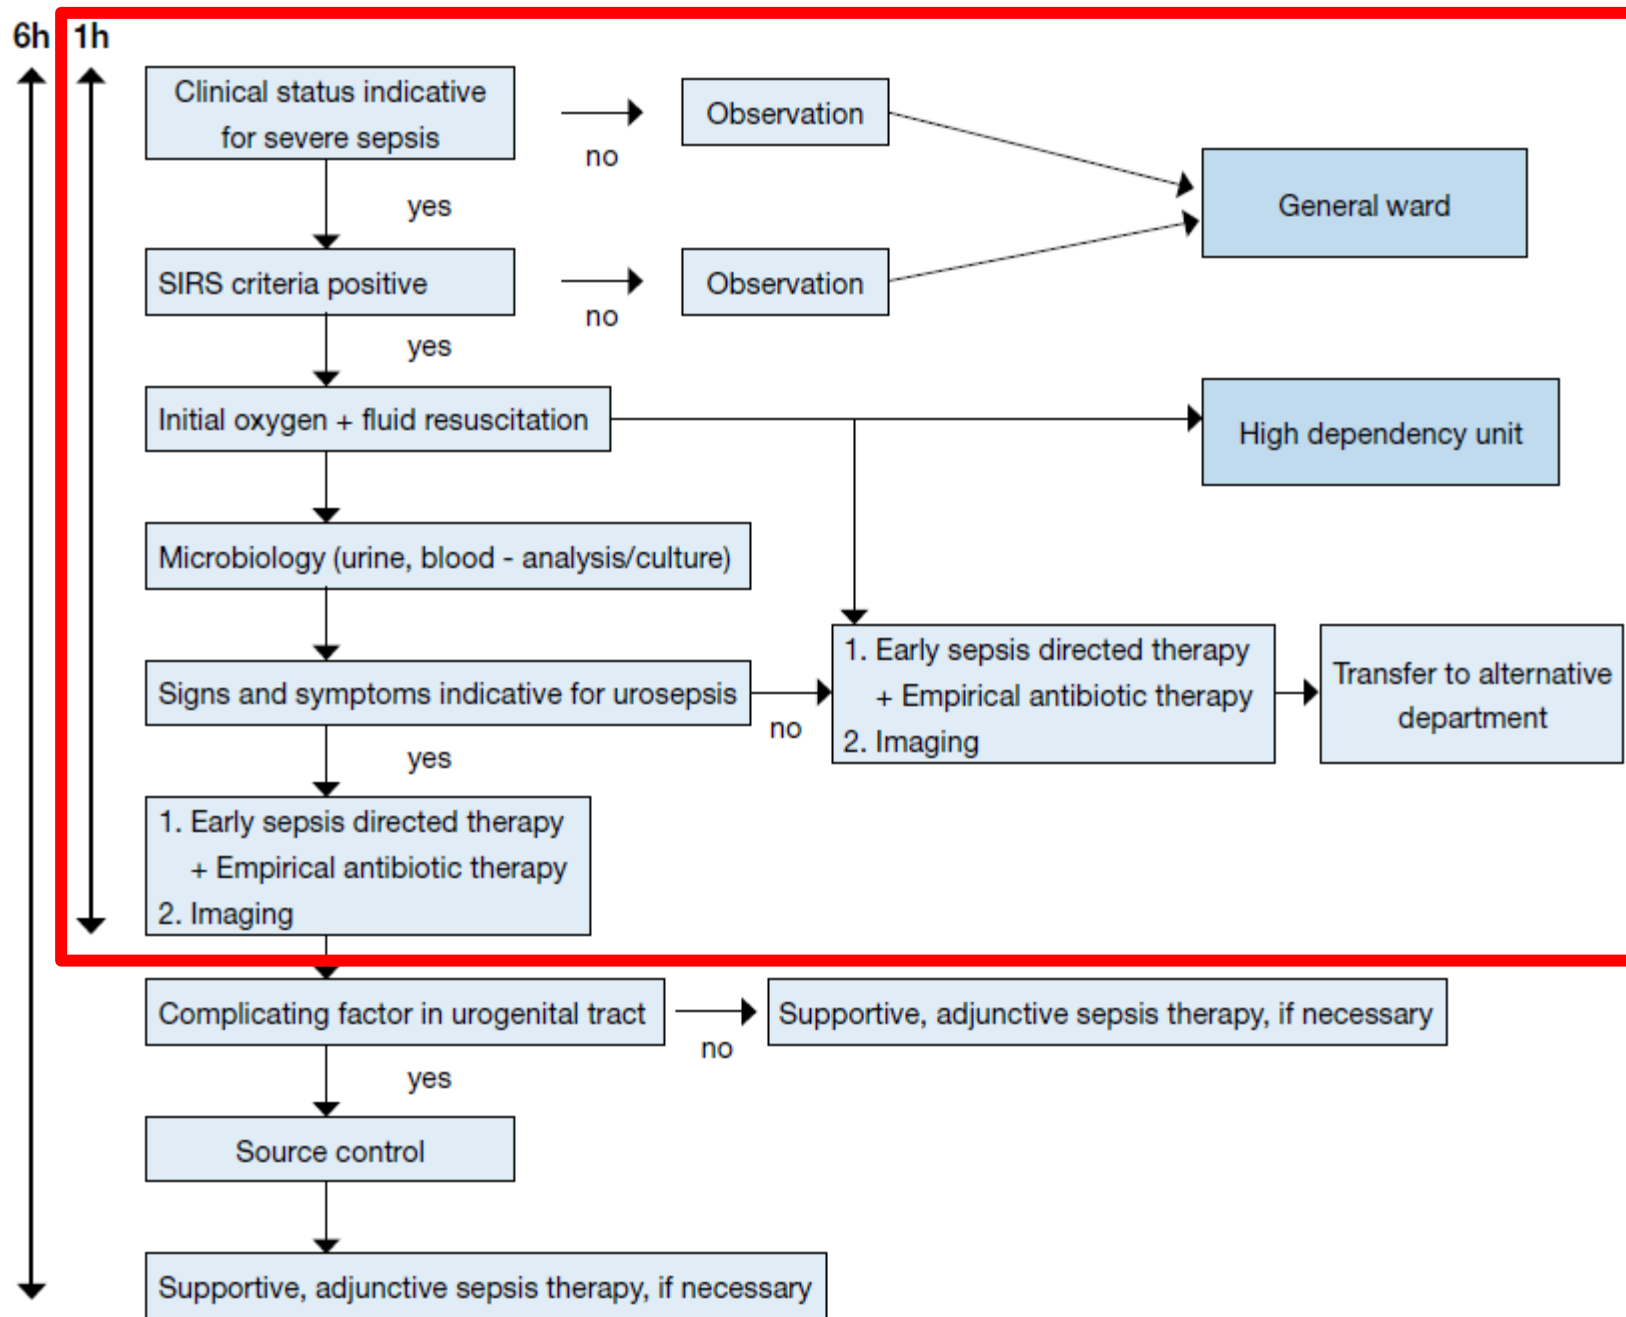 6h
1h
Clinical status indicative
for severe sepsis
no
Observation
General ward
yes
SIRS criteria positive
no
Observation
yes
Initial oxygen + fluid resuscitation
High dependency unit
Microbiology (urine, blood - analysis/culture)
Signs and symptoms indicative for urosepsis
no
1. Early sepsis directed therapy
+ Empirical antibiotic therapy
2. Imaging
Transfer to alternative
department
yes
1. Early sepsis directed therapy
+ Empirical antibiotic therapy
2. Imaging
Complicating factor in urogenital tract
no
Supportive, adjunctive sepsis therapy, if necessary
yes
Source control
Supportive, adjunctive sepsis therapy, if necessary